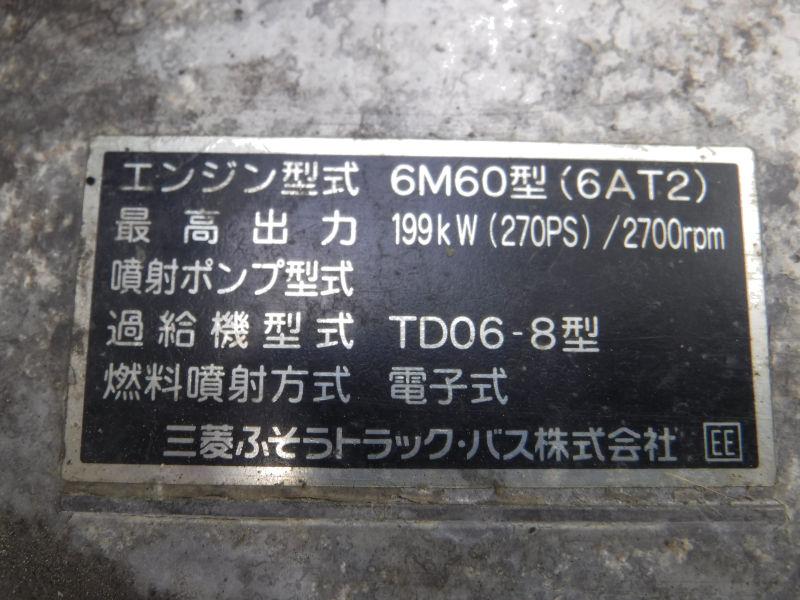 エンジン型式 6M60型(6AT2)
最高出力 199kW(270PS)/2700rpm
噴射ポンプ型式
過給機型式 TD06-8型
燃料噴射方式 電子式
三菱ふそうトラック・バス株式会社 EE